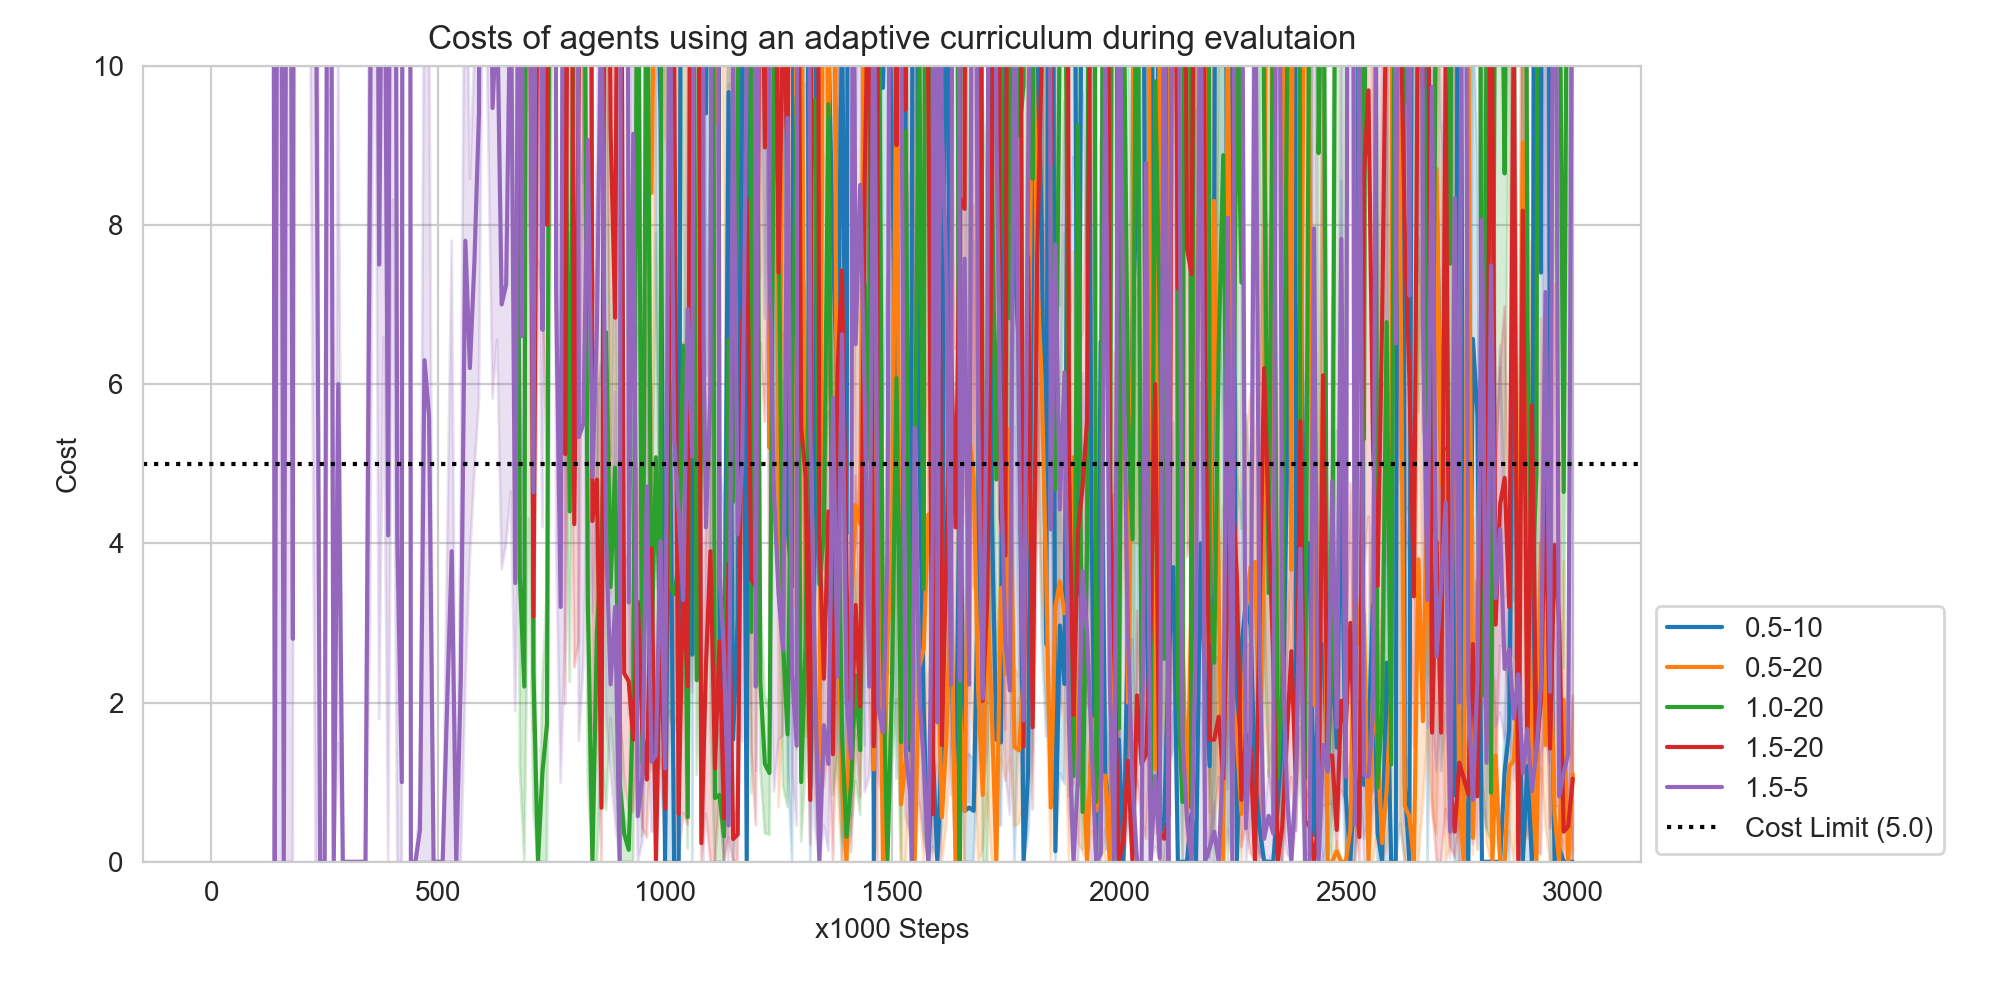 Costs of agents using an adaptive curriculum during evalutaion
10
8
6
4
2
0
Cost
0 500 1000 1500 2000 2500 3000
x1000 Steps
0.5-10
0.5-20
1.0-20
1.5-20
1.5-5
Cost Limit (5.0)